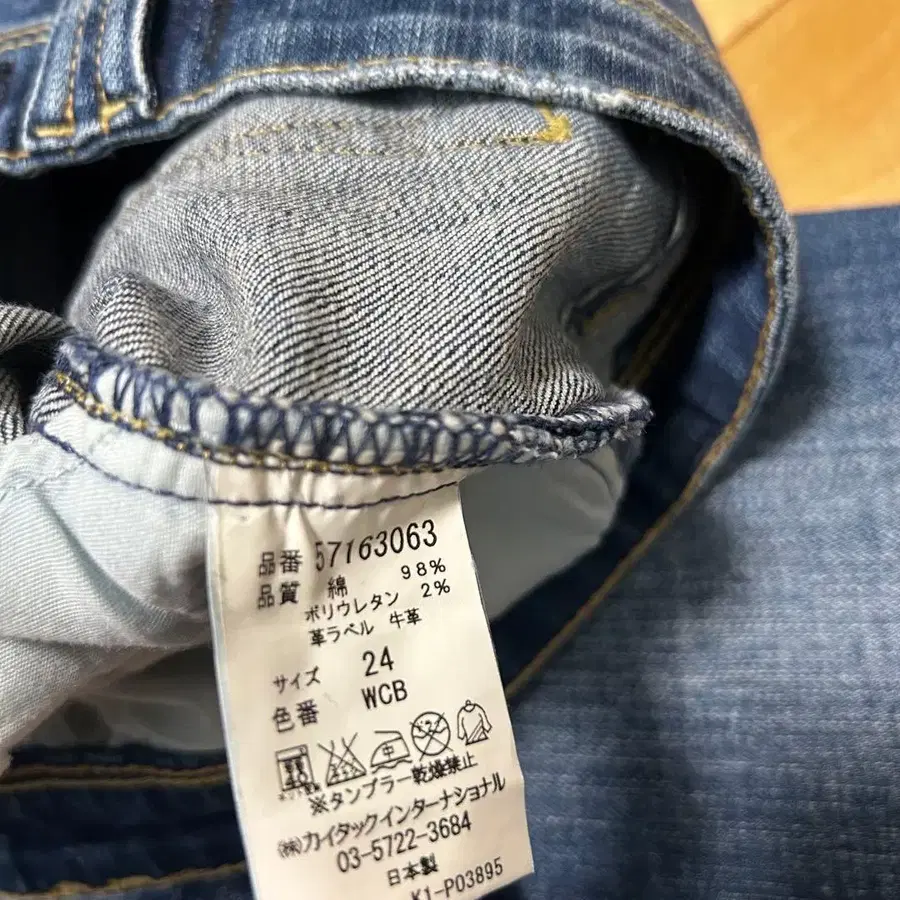 品番 57163063
品質 綿 98%
ポリウレタン 2%
革ラベル 牛革
サイズ 24
色番 WCB
中
※タンブラー乾燥禁止
㈱カイタックインターナショナル
03-5722-3684
日本製
K1-P03895